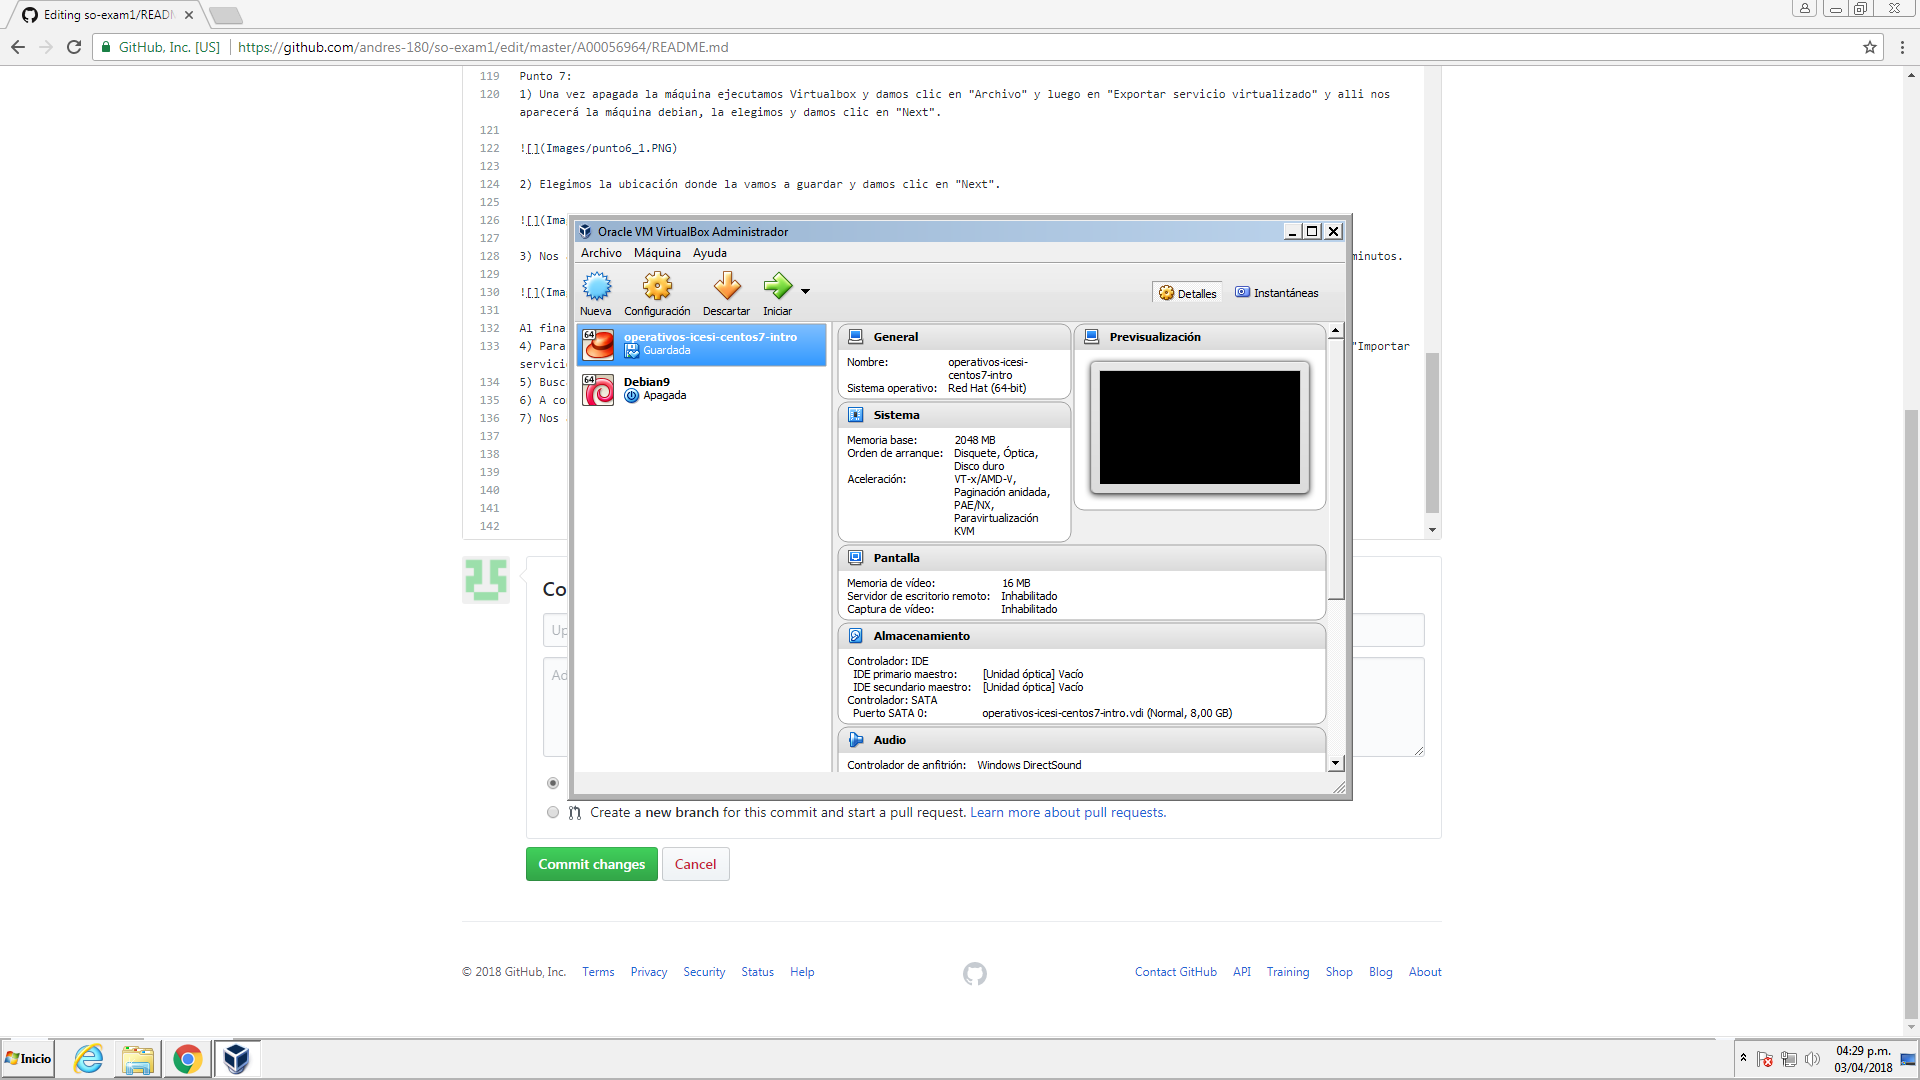 Editing so-exam1/READM
GitHub, Inc. [US]
https://github.com/andres-180/so-exam1/edit/master/A00056964/README.md
119 Punto 7:
120 1) Una vez apagada la máquina ejecutamos Virtualbox y damos clic en "Archivo" y luego en "Exportar servicio virtualizado" y alli nos
aparecerá la máquina debian, la elegimos y damos clic en "Next".
121
122 ![](Images/punto6_1.PNG)
123
124 2) Elegimos la ubicación donde la vamos a guardar y damos clic en "Next".
125
126 ![](Ima
127
128 3) Nos
minutos.
129
130 ![](Ima
131
132 Al fina
133 4) Para
"Importar
servici
134 5) Busc
135 6) A co
136 7) Nos
137
138
139
140
141
142
Oracle VM VirtualBox Administrador
Archivo Máquina Ayuda
Nueva Configuración Descartar Iniciar
Detalles Instantáneas
64 operativos-icesi-centos7-intro
Guardada
64 Debian9
Apagada
General
Nombre: operativos-icesi-
centos7-intro
Sistema operativo: Red Hat (64-bit)
Previsualización
Sistema
Memoria base: 2048 MB
Orden de arranque: Disquete, Óptica,
Disco duro
Aceleración: VT-x/AMD-V,
Paginación anidada,
PAE/NX,
Paravirtualización
KVM
Pantalla
Memoria de vídeo: 16 MB
Servidor de escritorio remoto: Inhabilitado
Captura de vídeo: Inhabilitado
Almacenamiento
Controlador: IDE
IDE primario maestro: [Unidad óptica] Vacío
IDE secundario maestro: [Unidad óptica] Vacío
Controlador: SATA
Puerto SATA 0: operativos-icesi-centos7-intro.vdi (Normal, 8,00 GB)
Audio
Controlador de anfitrión: Windows DirectSound
Co
Up
Ad
Create a new branch for this commit and start a pull request. Learn more about pull requests.
Commit changes Cancel
© 2018 GitHub, Inc. Terms Privacy Security Status Help
Contact GitHub API Training Shop Blog About
Inicio
04:29 p.m.
03/04/2018